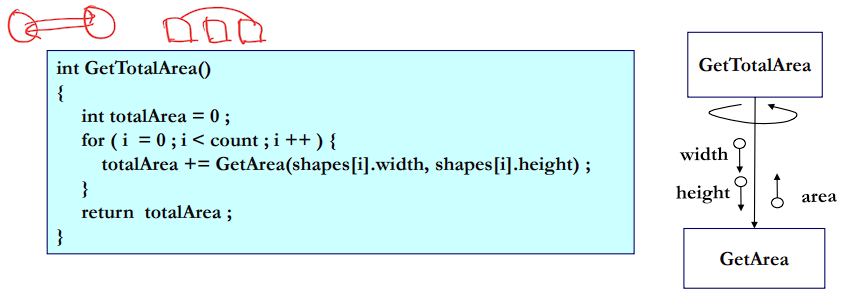 int GetTotalArea()
{
int totalArea = 0 ;
for ( i = 0 ; i < count ; i ++ ) {
totalArea += GetArea(shapes[i].width, shapes[i].height) ;
}
return totalArea ;
}
GetTotalArea
width
height
area
GetArea